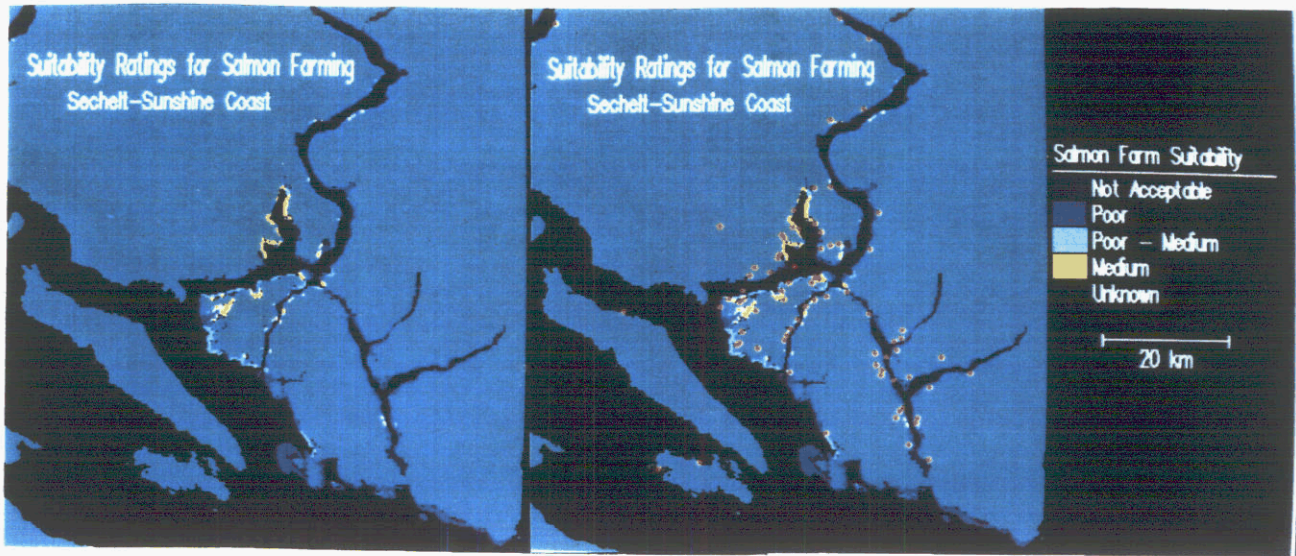 Suitability Ratings for Salmon Farming
Sechelt-Sunshine Coast
Suitability Ratings for Salmon Farming
Sechelt-Sunshine Coast
Salmon Farm Suitability
Not Acceptable
Poor
Poor - Medium
Medium
Unknown
20 km